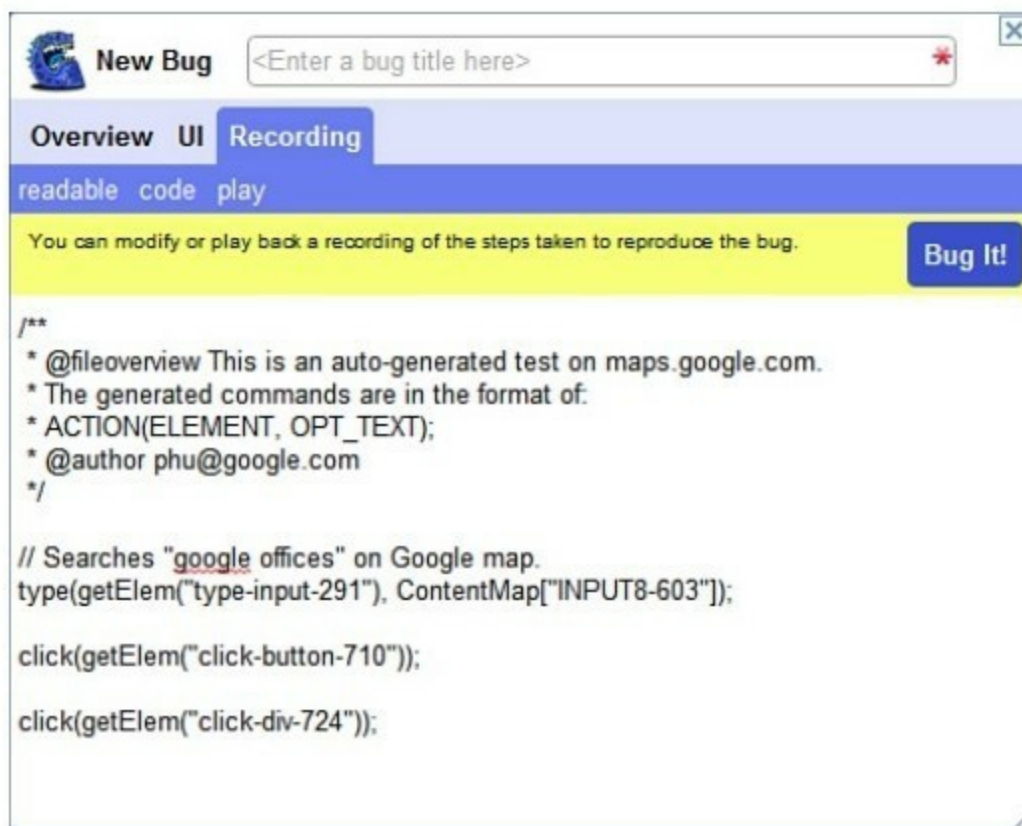 New Bug <Enter a bug title here> *
Overview UI Recording
readable code play
You can modify or play back a recording of the steps taken to reproduce the bug.
Bug It!
/**
* @fileoverview This is an auto-generated test on maps.google.com.
* The generated commands are in the format of:
* ACTION(ELEMENT, OPT_TEXT);
* @author phu@google.com
*/
// Searches "google offices" on Google map.
type(getElem("type-input-291"), ContentMap["INPUT8-603"]);
click(getElem("click-button-710"));
click(getElem("click-div-724"));